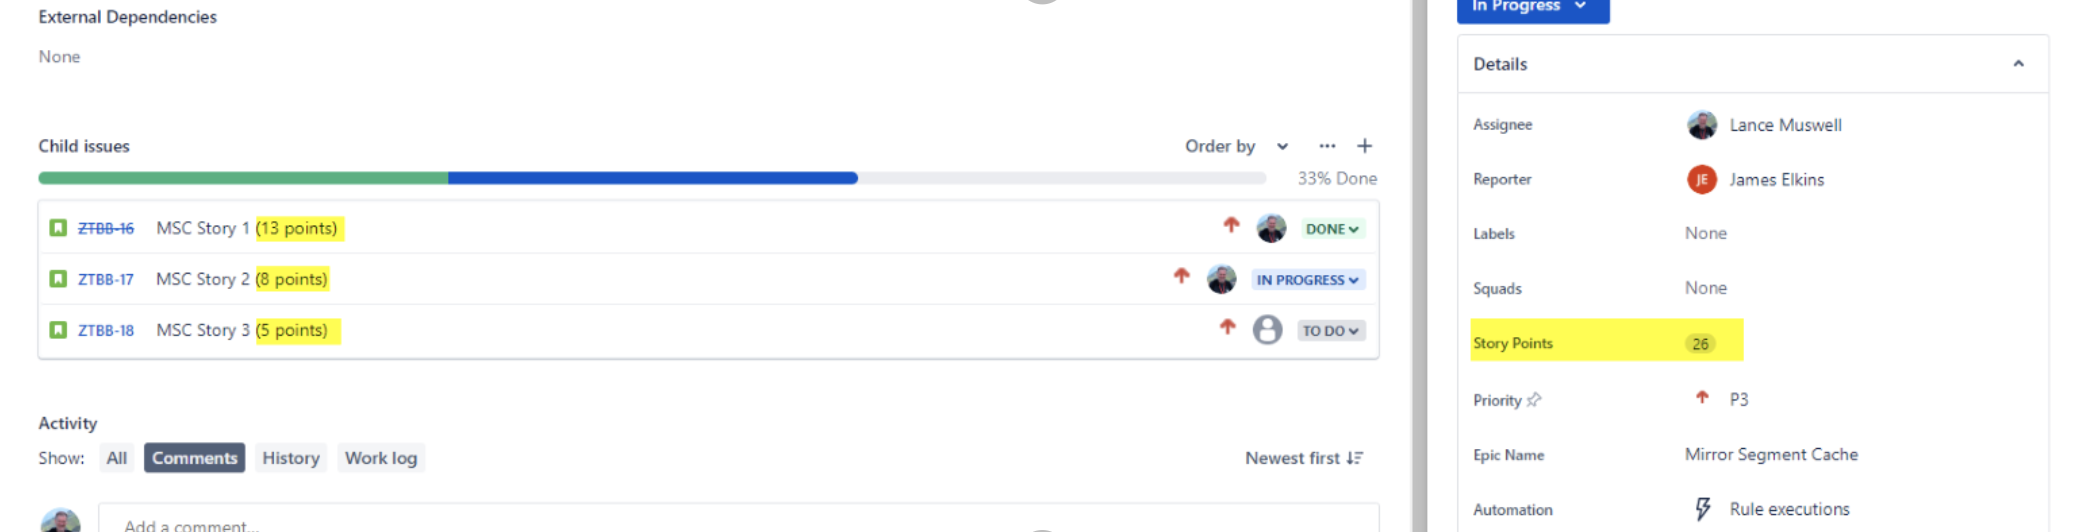 External Dependencies
None
Child issues
Order by
33% Done
ZTBB-16 MSC Story 1 (13 points) DONE
ZTBB-17 MSC Story 2 (8 points) IN PROGRESS
ZTBB-18 MSC Story 3 (5 points) TO DO
Activity
Show: All Comments History Work log Newest first
Add a comment...
In Progress
Details
Assignee Lance Muswell
Reporter JE James Elkins
Labels None
Squads None
Story Points 26
Priority P3
Epic Name Mirror Segment Cache
Automation Rule executions